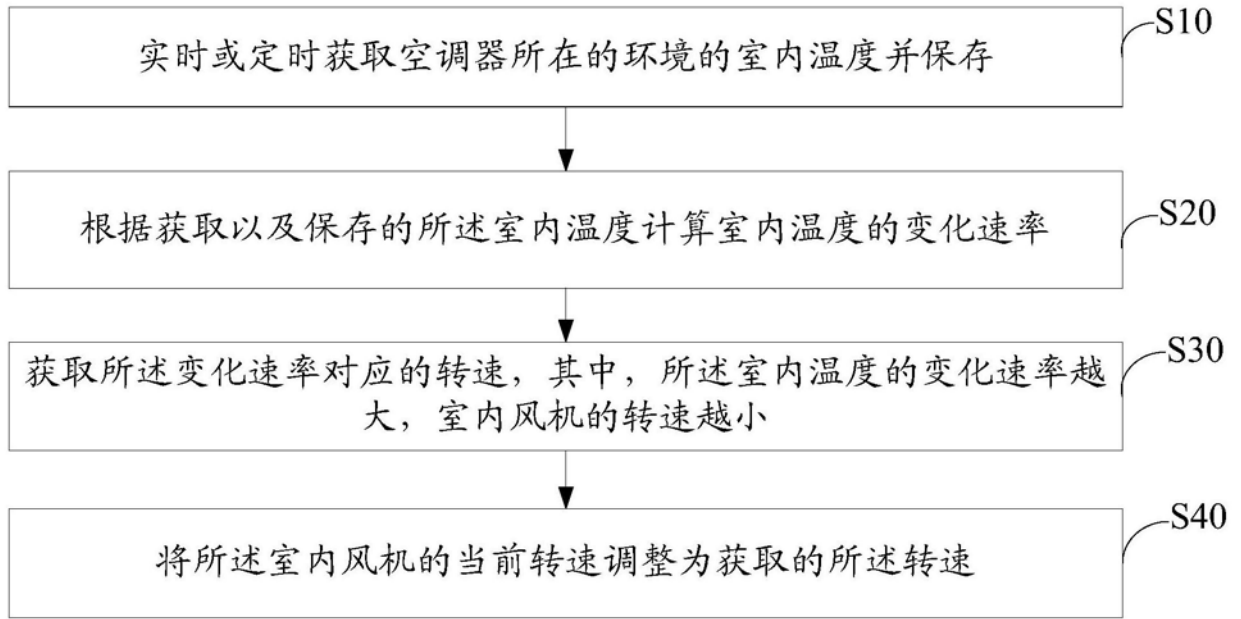 实时或定时获取空调器所在的环境的室内温度并保存
S10
根据获取以及保存的所述室内温度计算室内温度的变化速率
S20
获取所述变化速率对应的转速，其中，所述室内温度的变化速率越
大，室内风机的转速越小
S30
将所述室内风机的当前转速调整为获取的所述转速
S40